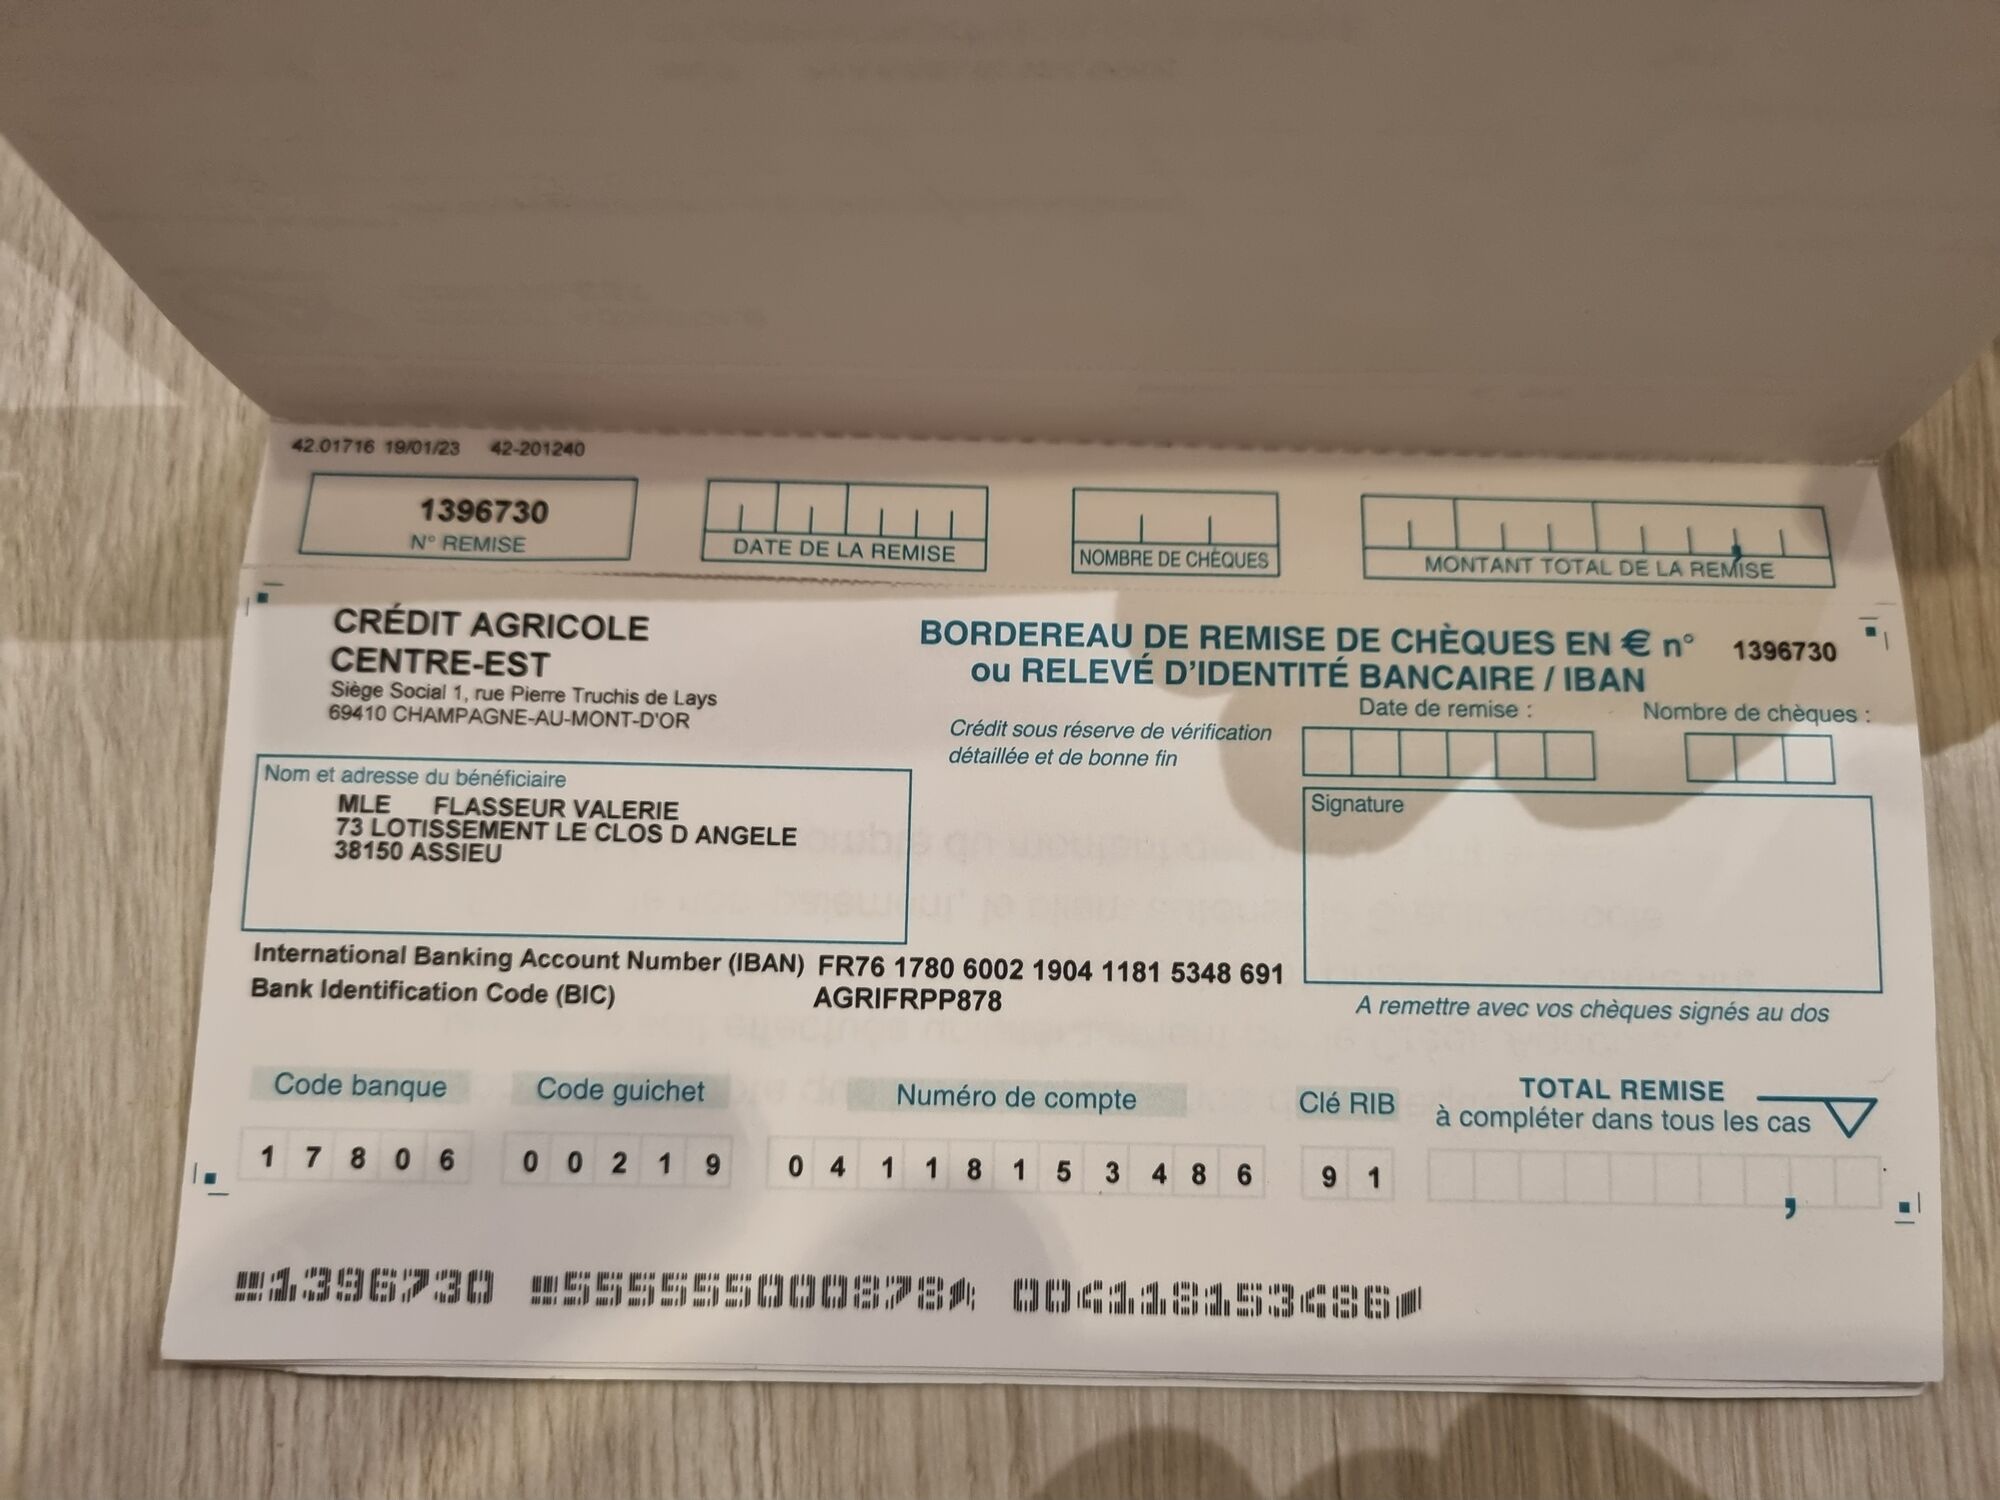 42.01716 19/01/23 42-201240
1396730
N° REMISE
DATE DE LA REMISE
NOMBRE DE CHÈQUES
MONTANT TOTAL DE LA REMISE
,
CRÉDIT AGRICOLE
CENTRE-EST
Siège Social 1, rue Pierre Truchis de Lays
69410 CHAMPAGNE-AU-MONT-D'OR
BORDEREAU DE REMISE DE CHÈQUES EN € n° 1396730
ou RELEVÉ D'IDENTITÉ BANCAIRE / IBAN
Crédit sous réserve de vérification
détaillée et de bonne fin
Date de remise :
Nombre de chèques :
Nom et adresse du bénéficiaire
MLE FLASSEUR VALERIE
73 LOTISSEMENT LE CLOS D ANGELE
38150 ASSIEU
Signature
International Banking Account Number (IBAN) FR76 1780 6002 1904 1181 5348 691
Bank Identification Code (BIC) AGRIFRPP878
A remettre avec vos chèques signés au dos
Code banque
Code guichet
Numéro de compte
Clé RIB
TOTAL REMISE
à compléter dans tous les cas
1 7 8 0 6
0 0 2 1 9
0 4 1 1 8 1 5 3 4 8 6
9 1
,
1396730 555555000878 004118153486